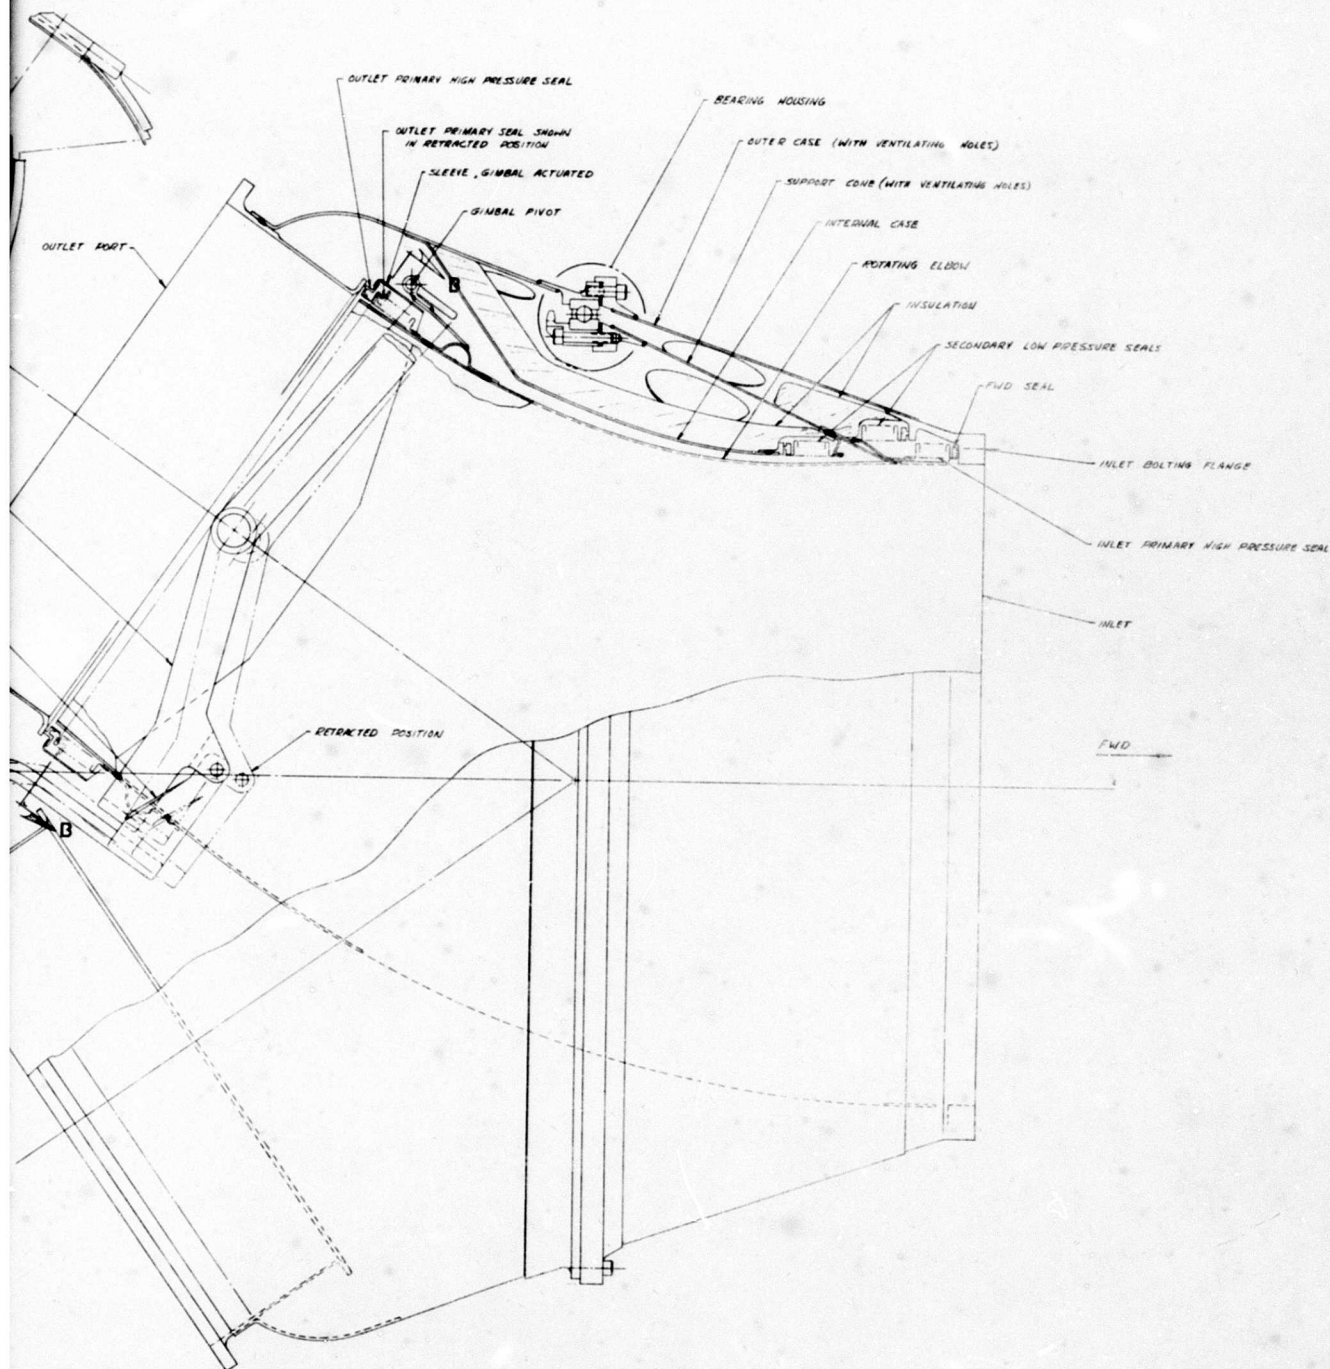 OUTLET PRIMARY HIGH PRESSURE SEAL
BEARING HOUSING
OUTLET PRIMARY SEAL SHOWN
IN RETRACTED POSITION
OUTER CASE (WITH VENTILATING HOLES)
SLEEVE, GIMBAL ACTUATED
SUPPORT CONE (WITH VENTILATING HOLES)
GIMBAL PIVOT
INTERNAL CASE
OUTLET PORT
ROTATING ELBOW
B
INSULATION
SECONDARY LOW PRESSURE SEALS
FWD SEAL
INLET BOLTING FLANGE
INLET PRIMARY HIGH PRESSURE SEAL
INLET
RETRACTED POSITION
FWD
B